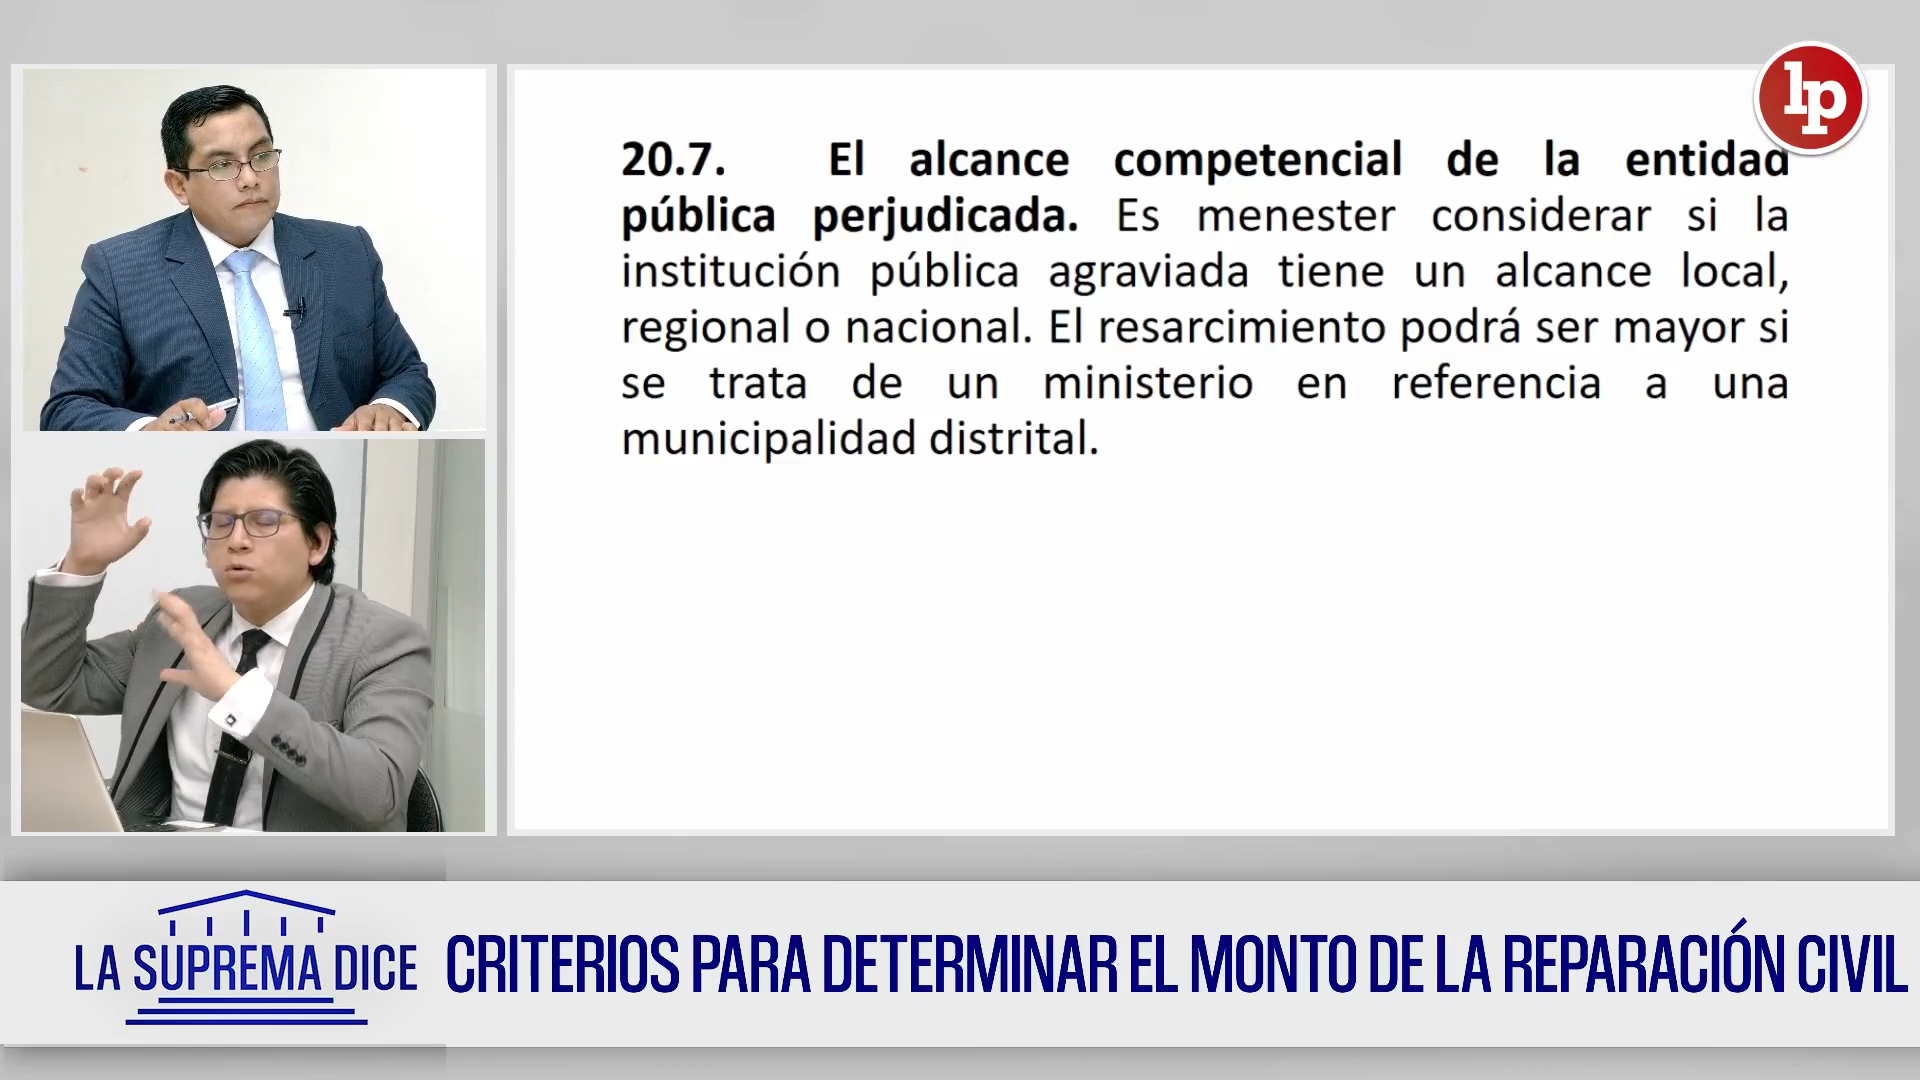 lp
20.7. El alcance competencial de la entidad
pública perjudicada. Es menester considerar si la
institución pública agraviada tiene un alcance local,
regional o nacional. El resarcimiento podrá ser mayor si
se trata de un ministerio en referencia a una
municipalidad distrital.
LA SUPREMA DICE
CRITERIOS PARA DETERMINAR EL MONTO DE LA REPARACIÓN CIVIL